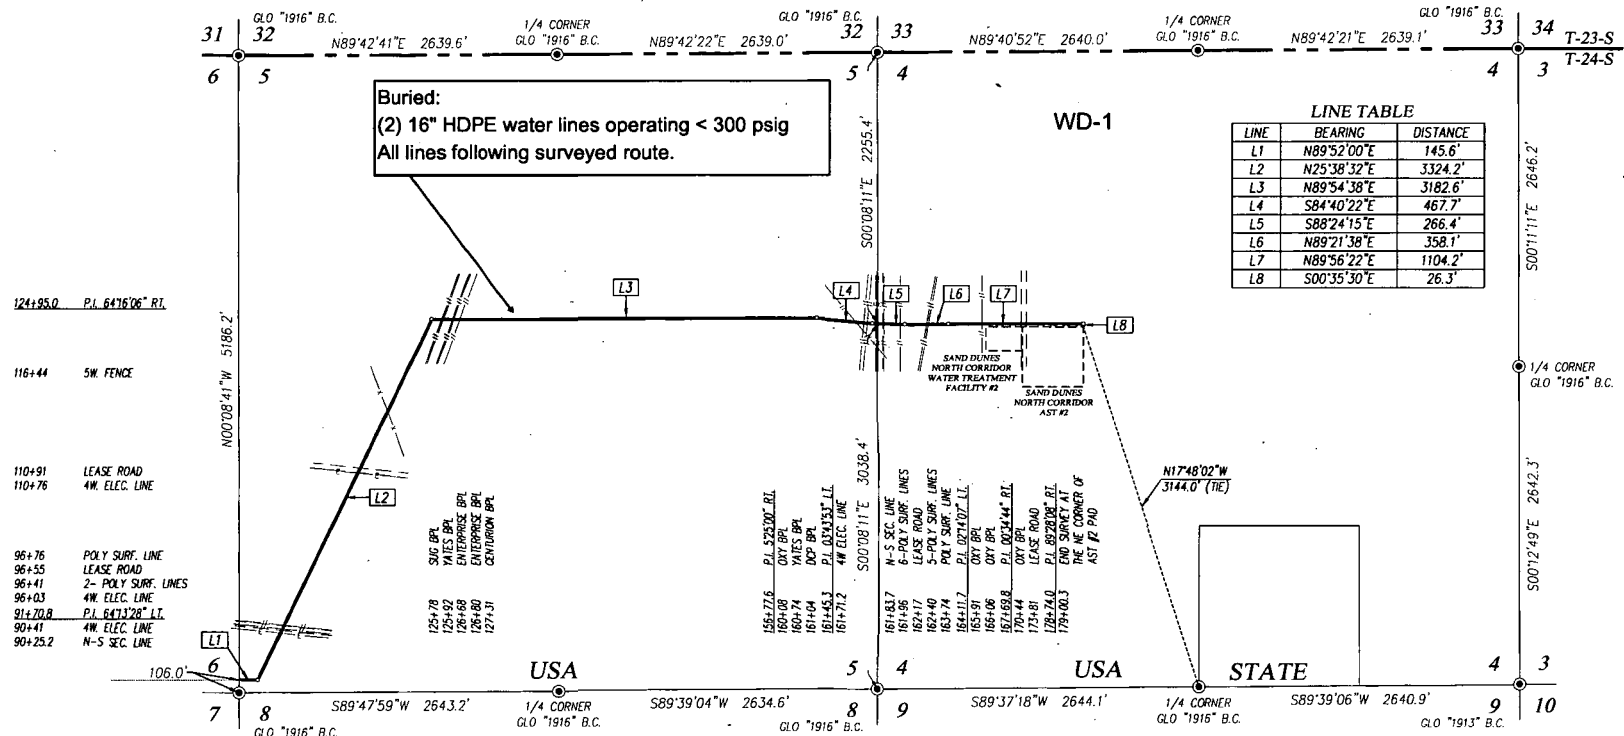 GLO "1916" B.C.
31 32
N89°42'41"E 2639.6'
1/4 CORNER
GLO "1916" B.C.
N89°42'22"E 2639.0'
GLO "1916" B.C.
32 33
N89°40'52"E 2640.0'
1/4 CORNER
GLO "1916" B.C.
N89°42'21"E 2639.1'
GLO "1916" B.C.
33 34
T-23-S
T-24-S
6 5
5 4
4 3
Buried:
(2) 16" HDPE water lines operating < 300 psig
All lines following surveyed route.
WD-1
LINE TABLE
LINE BEARING DISTANCE
L1 N89°52'00"E 145.6'
L2 N25°38'32"E 3324.2'
L3 N89°54'38"E 3182.6'
L4 S84°40'22"E 467.7'
L5 S88°24'15"E 266.4'
L6 N89°21'38"E 358.1'
L7 N89°56'22"E 1104.2'
L8 S00°35'30"E 26.3'
S00°08'11"E 2255.4'
S00°11'11"E 2646.2'
N00°08'41"W 5186.2'
124+95.0 P.I. 64°16'06" RT.
116+44 5W. FENCE
110+91 LEASE ROAD
110+76 4W. ELEC. LINE
96+76 POLY SURF. LINE
96+55 LEASE ROAD
96+41 2- POLY SURF. LINES
96+03 4W. ELEC. LINE
91+70.8 P.I. 64°13'28" LT.
90+41 4W. ELEC. LINE
90+25.2 N-S SEC. LINE
L1
L2
L3
L4
L5
L6
L7
L8
SAND DUNES
NORTH CORRIDOR
WATER TREATMENT
FACILITY #2
SAND DUNES
NORTH CORRIDOR
AST #2
1/4 CORNER
GLO "1916" B.C.
N17°48'02"W
3144.0' (TIE)
125+78 SUG BPL
125+92 YATES BPL
126+68 ENTERPRISE BPL
126+80 ENTERPRISE BPL
127+31 CENTURION BPL
156+77.6 P.I. 5°25'00" RT.
160+08 OXY BPL
160+74 YATES BPL
161+04 DCP BPL
161+45.3 P.I. 03°43'53" LT.
161+71.2 4W ELEC. LINE
S00°08'11"E 3038.4'
161+83.7 N-S SEC. LINE
161+96 6-POLY SURF. LINES
162+17 LEASE ROAD
162+40 5-POLY SURF. LINES
163+74 POLY SURF. LINE
164+11.7 P.I. 02°14'07" LT.
165+91 OXY BPL
166+06 OXY BPL
167+69.8 P.I. 00°34'44" RT.
170+44 OXY BPL
173+81 LEASE ROAD
178+74.0 P.I. 89°28'08" RT.
179+00.3 END SURVEY AT
THE NE CORNER OF
AST #2 PAD
S00°12'49"E 2642.3'
106.0'
6
USA
5 4
USA
STATE
4 3
7 8
GLO "1916" B.C.
S89°47'59"W 2643.2'
1/4 CORNER
GLO "1916" B.C.
S89°39'04"W 2634.6'
8 9
GLO "1916" B.C.
S89°37'18"W 2644.1'
1/4 CORNER
GLO "1916" B.C.
S89°39'06"W 2640.9'
9 10
GLO "1913" B.C.